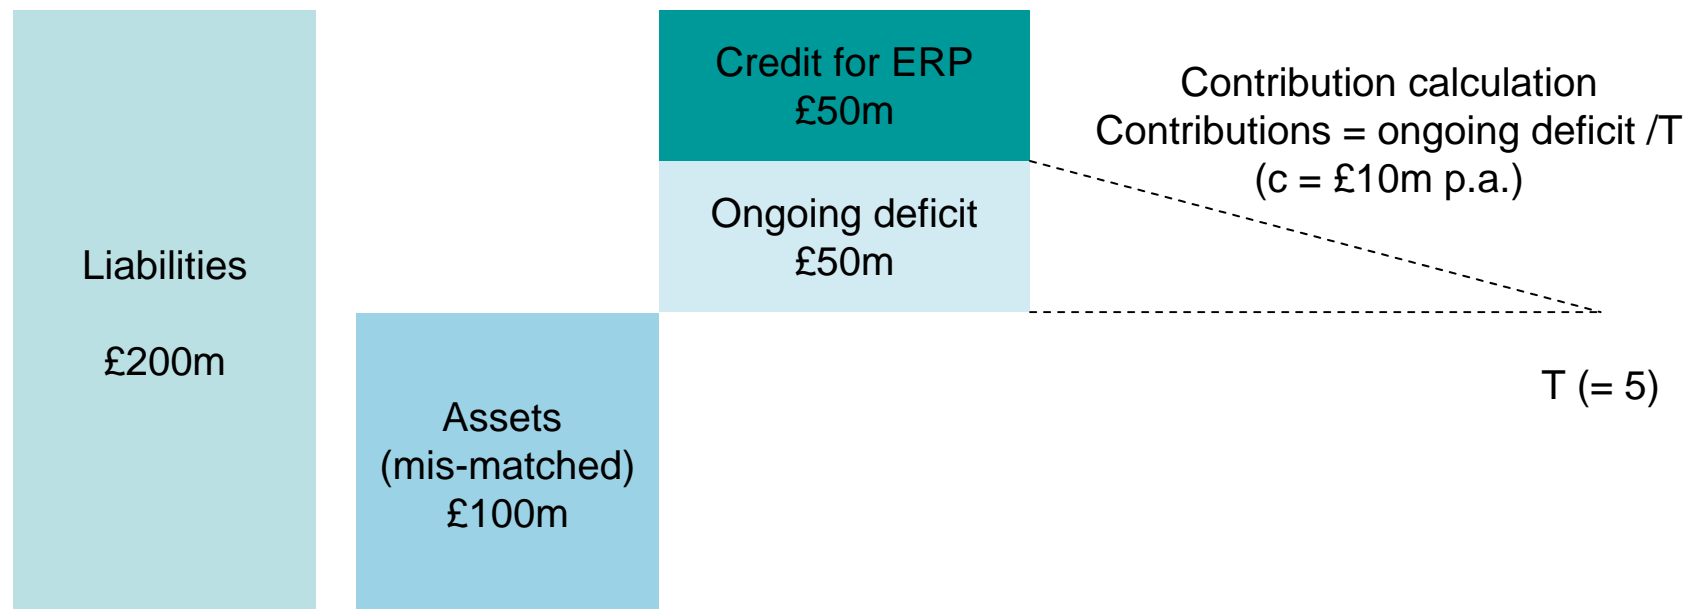 Liabilities
£200m
Assets
(mis-matched)
£100m
Credit for ERP
£50m
Ongoing deficit
£50m
Contribution calculation
Contributions = ongoing deficit /T
(c = £10m p.a.)
T (= 5)